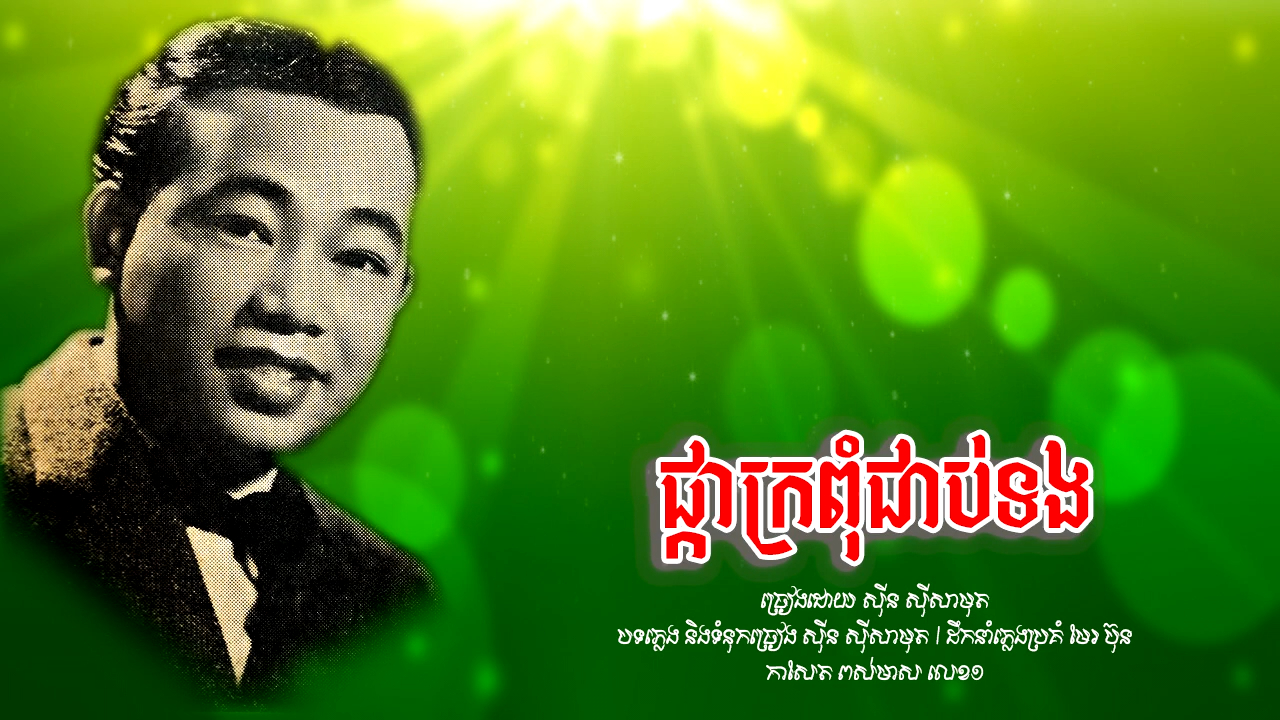 ផ្កាក្រពុំជាប់ទង
ច្រៀងដោយ ស៊ីន ស៊ីសាមុត
បទភ្លេង និងទំនុកច្រៀង ស៊ីន ស៊ីសាមុត | ដឹកនាំភ្លេងប្រគំ មែរ ប៊ុន
កាសែត ពស់មាស លេខ១